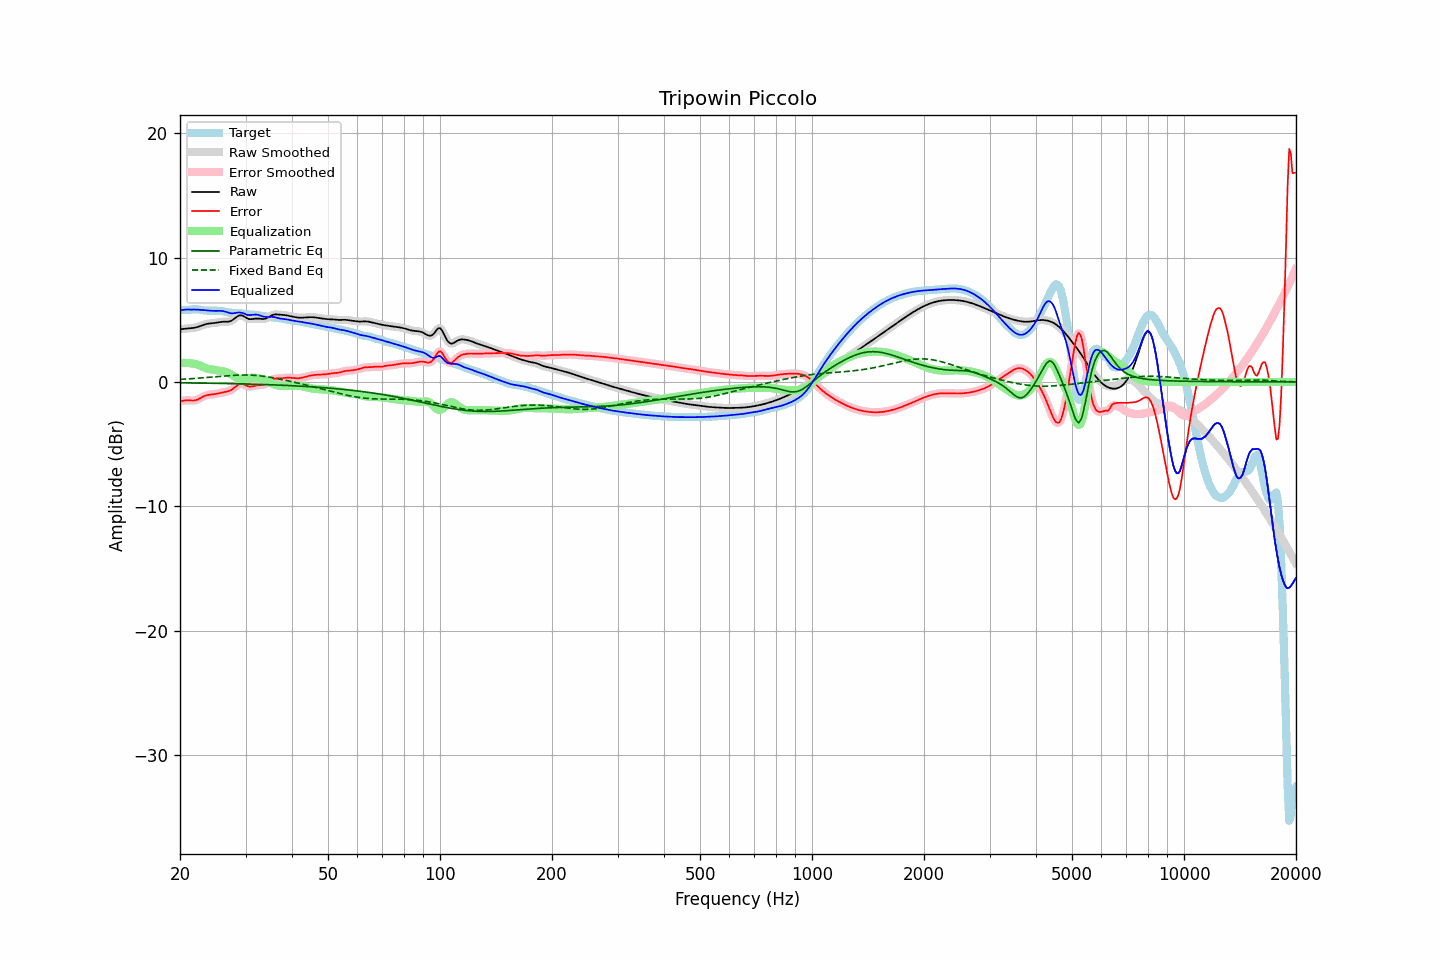 Tripowin Piccolo
20
10
0
−10
−20
−30
Amplitude (dBr)
Target
Raw Smoothed
Error Smoothed
Raw
Error
Equalization
Parametric Eq
Fixed Band Eq
Equalized
20 50 100 200 500 1000 2000 5000 10000 20000
Frequency (Hz)